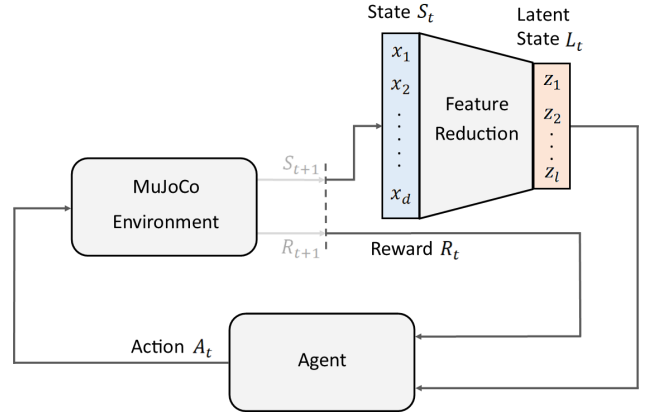 State S_t
Latent
State L_t
x_1
x_2
.
.
.
.
.
x_d
Feature
Reduction
z_1
z_2
.
.
.
z_l
MuJoCo
Environment
S_{t+1}
R_{t+1}
Reward R_t
Action A_t
Agent